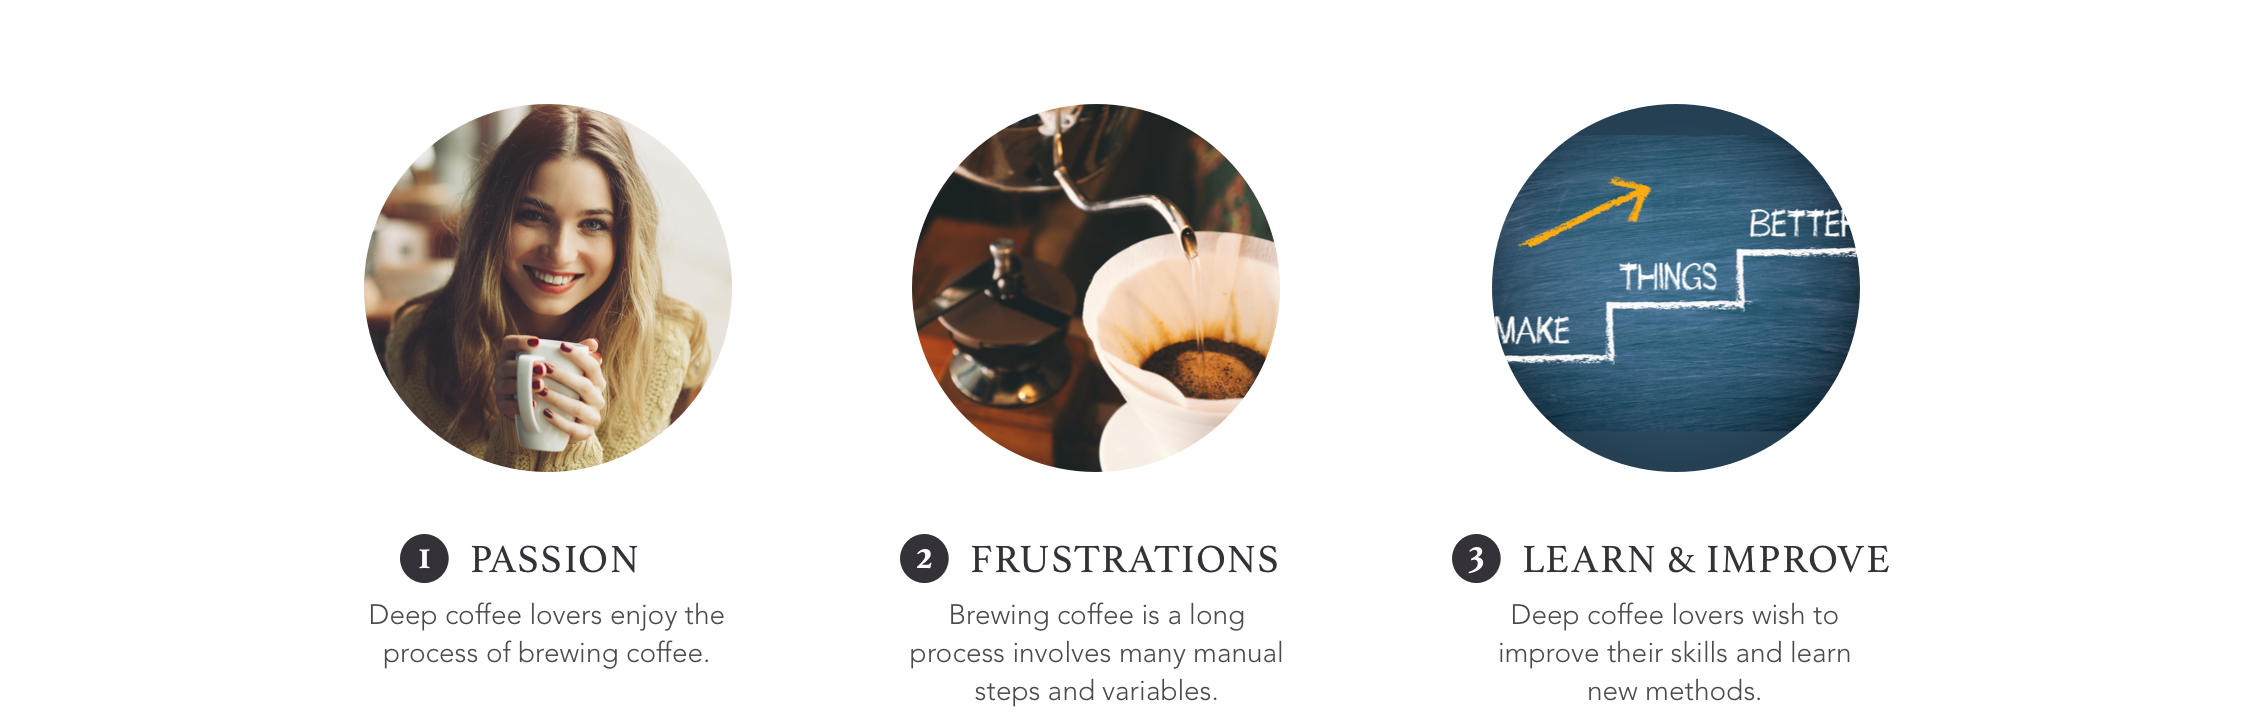 MAKE
THINGS
BETTER
1 PASSION
Deep coffee lovers enjoy the
process of brewing coffee.
2 FRUSTRATIONS
Brewing coffee is a long
process involves many manual
steps and variables.
3 LEARN & IMPROVE
Deep coffee lovers wish to
improve their skills and learn
new methods.